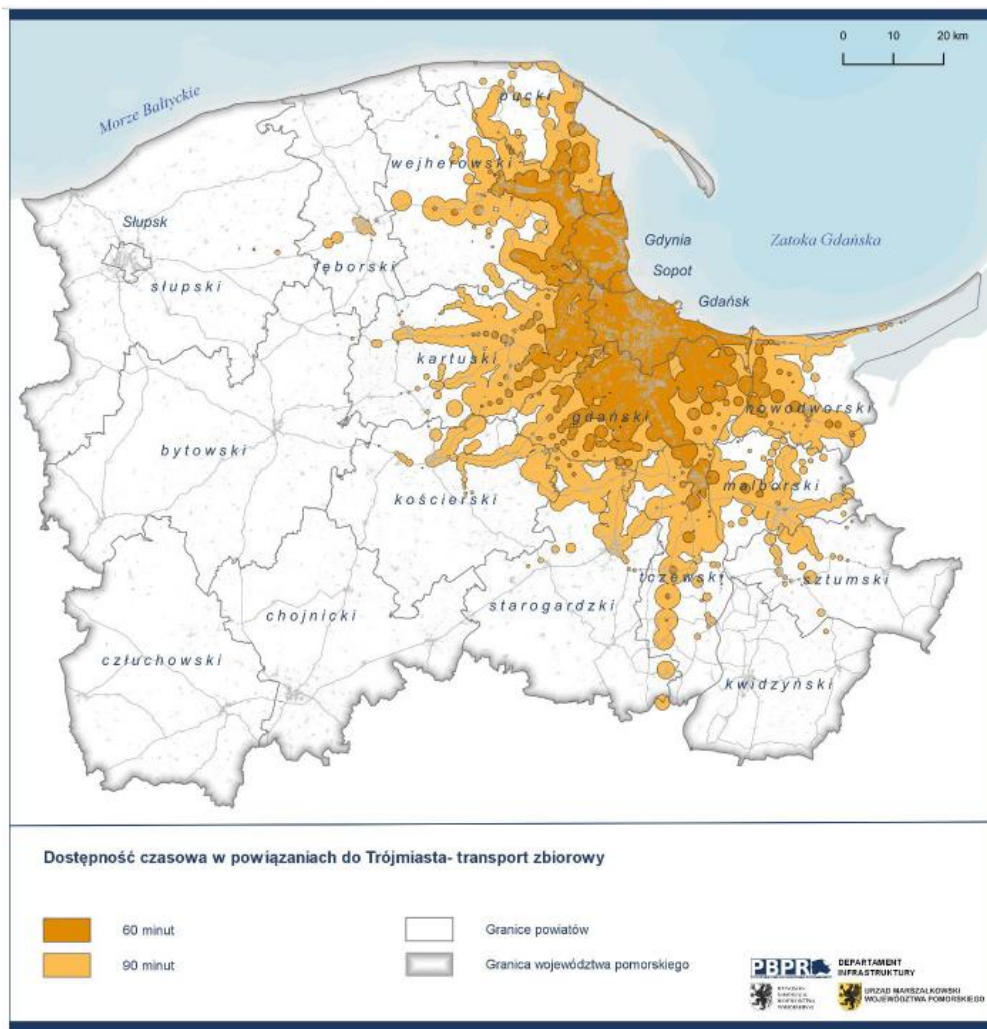 0 10 20 km
Morze Bałtyckie
pucki
wejherowski
Słupsk
Gdynia
Zatoka Gdańska
Sopot
słupski
lęborski
Gdańsk
kartuski
nowodworski
gdański
bytowski
malborski
kościerski
tczewski
sztumski
starogardzki
chojnicki
człuchowski
kwidzyński
Dostępność czasowa w powiązaniach do Trójmiasta- transport zbiorowy
60 minut
Granice powiatów
90 minut
Granica województwa pomorskiego
PBPR
DEPARTAMENT
INFRASTRUKTURY
URZĄD MARSZAŁKOWSKI
WOJEWÓDZTWA POMORSKIEGO